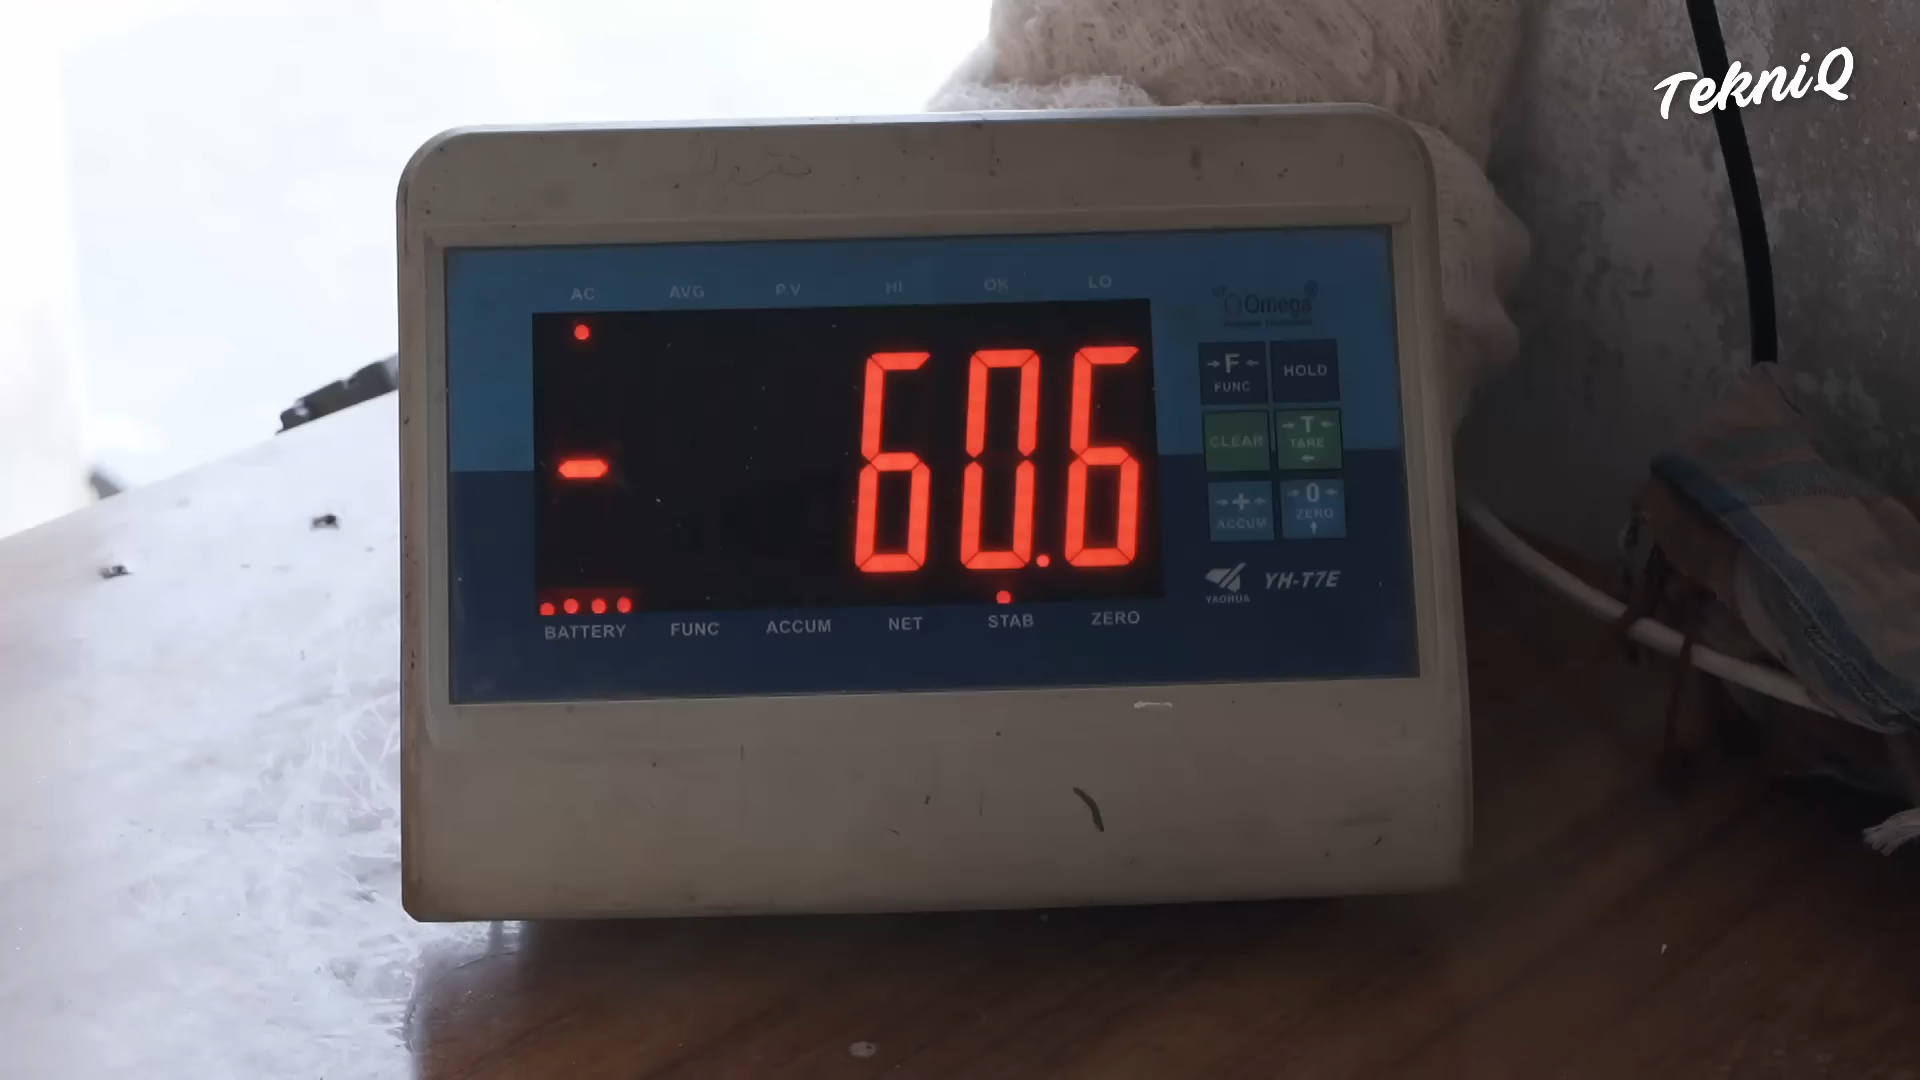 TekniQ
AC AVG PV HI OK LO
Omega
- 60.6
F
FUNC
HOLD
CLEAR
T
TARE
+
ACCUM
0
ZERO
YAOHUA
YH-T7E
BATTERY FUNC ACCUM NET STAB ZERO